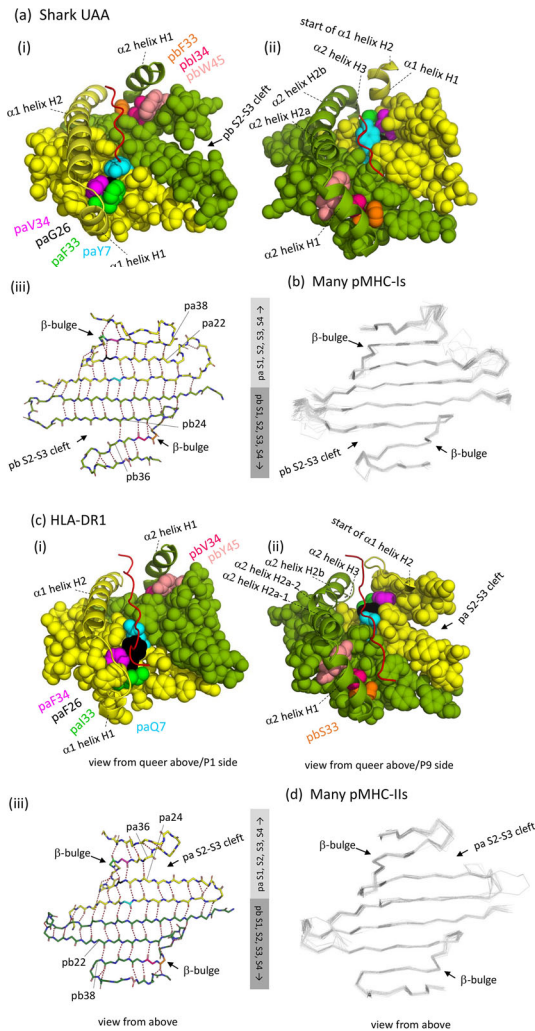 (a) Shark UAA
(i)
α2 helix H1
pbF33
pbI34
pbW45
α1 helix H2
pb S2-S3 cleft
paV34
paG26
paF33
paY7
α1 helix H1
(ii)
start of α1 helix H2
α2 helix H3
α1 helix H1
α2 helix H2b
α2 helix H2a
α2 helix H1
(iii)
pa38
β-bulge
pa22
pb24
pb S2-S3 cleft
β-bulge
pb36
pa S1, S2, S3, S4 →
pb S1, S2, S3, S4 →
(b) Many pMHC-Is
β-bulge
pb S2-S3 cleft
β-bulge
(c) HLA-DR1
(i)
α2 helix H1
pbV34
pbY45
α1 helix H2
paF34
paF26
paI33
paQ7
α1 helix H1
view from queer above/P1 side
(ii)
start of α1 helix H2
α2 helix H3
α2 helix H2b
α2 helix H2a-2
α2 helix H2a-1
pa S2-S3 cleft
α2 helix H1
pbS33
view from queer above/P9 side
(iii)
pa36
pa24
β-bulge
pa S2-S3 cleft
pb22
β-bulge
pb38
view from above
pa S1, S2, S3, S4 →
pb S1, S2, S3, S4 →
(d) Many pMHC-IIs
β-bulge
pa S2-S3 cleft
β-bulge
view from above